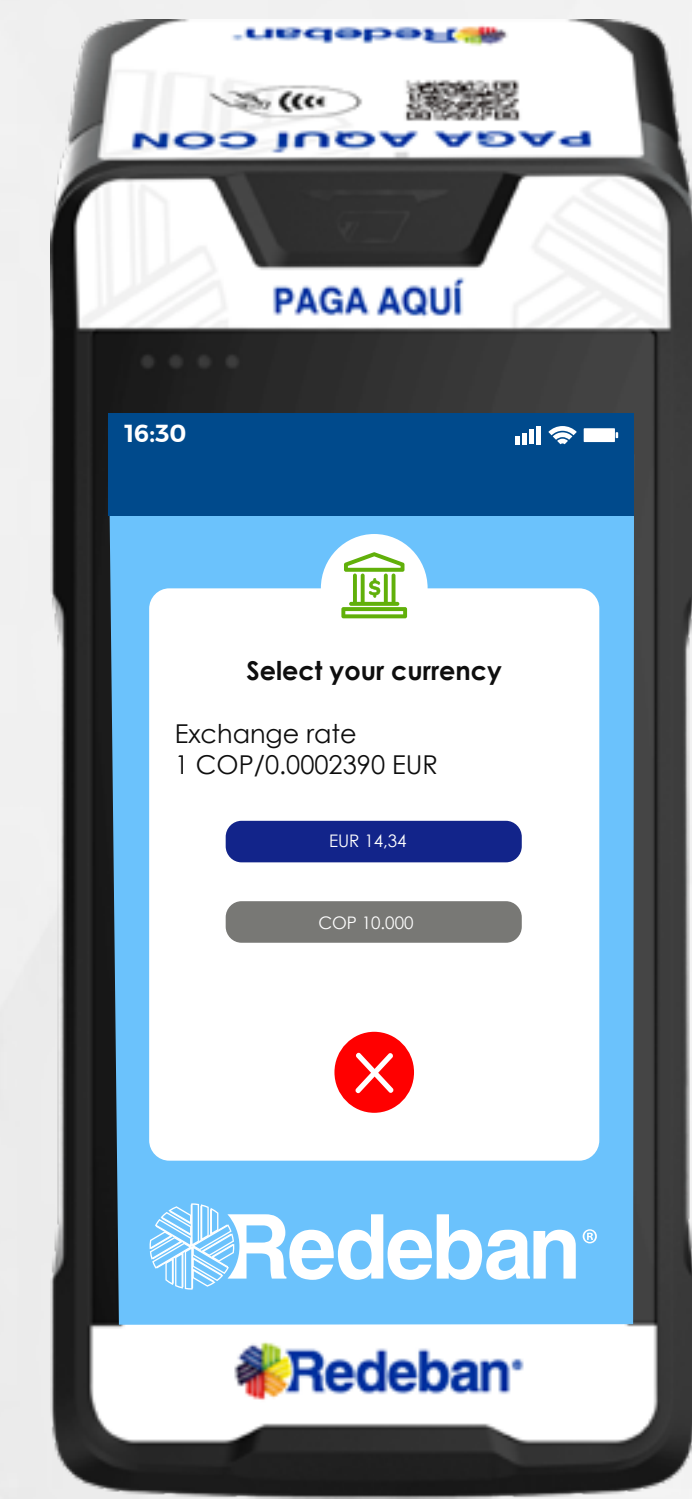 Redeban
PAGA AQUÍ CON
PAGA AQUÍ
16:30
$
Select your currency
Exchange rate
1 COP/0.0002390 EUR
EUR 14,34
COP 10.000
Redeban®
Redeban